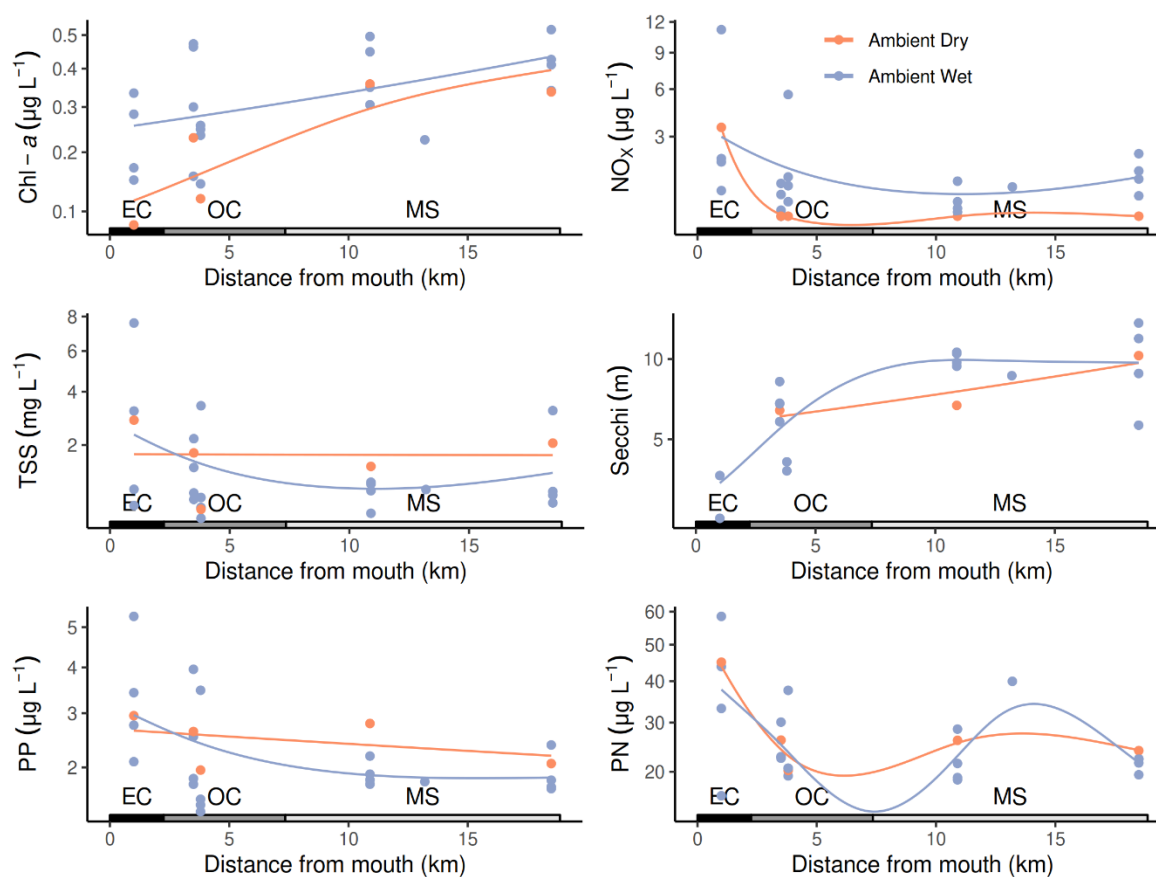 Chl − a (µg L⁻¹)
0.5
0.4
0.3
0.2
0.1
EC OC MS
0 5 10 15
Distance from mouth (km)
NOX (µg L⁻¹)
12
9
6
3
Ambient Dry
Ambient Wet
EC OC MS
0 5 10 15
Distance from mouth (km)
TSS (mg L⁻¹)
8
6
4
2
EC OC MS
0 5 10 15
Distance from mouth (km)
Secchi (m)
10
5
EC OC MS
0 5 10 15
Distance from mouth (km)
PP (µg L⁻¹)
5
4
3
2
EC OC MS
0 5 10 15
Distance from mouth (km)
PN (µg L⁻¹)
60
50
40
30
20
EC OC MS
0 5 10 15
Distance from mouth (km)